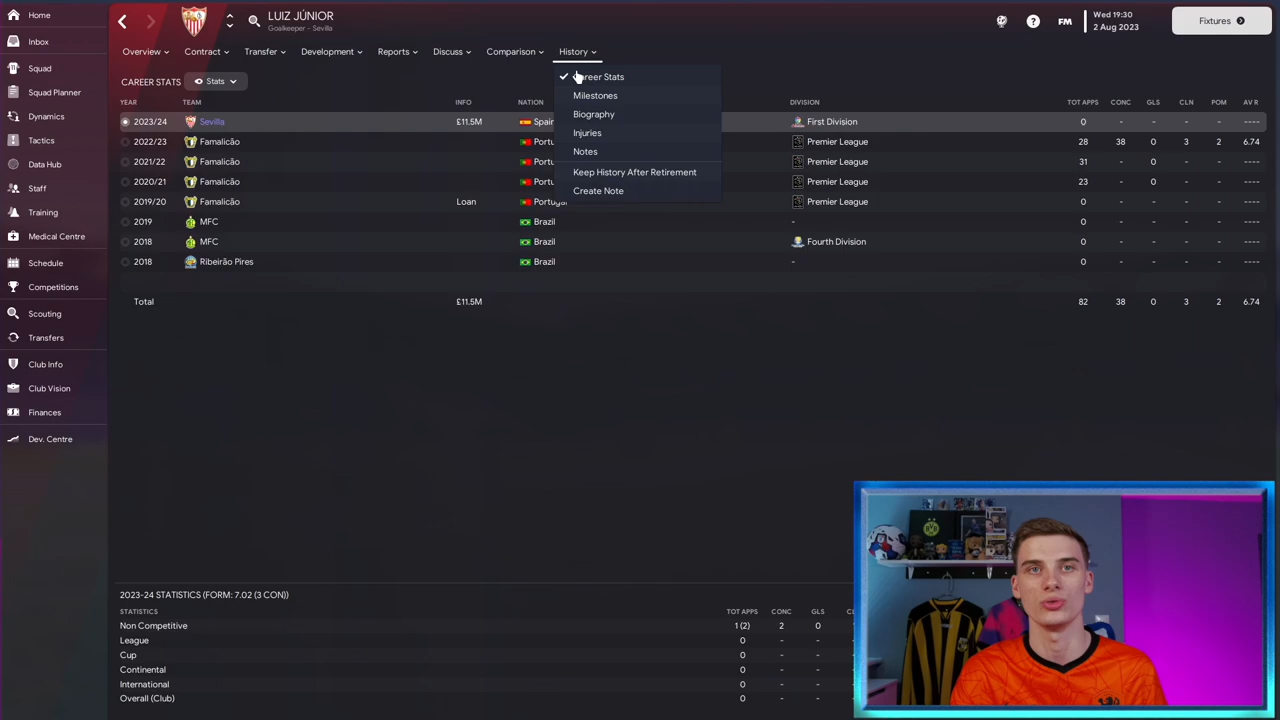 Home
LUIZ JÚNIOR
Goalkeeper - Sevilla
FM
Wed 19:30
2 Aug 2023
Fixtures
Inbox
Squad
Squad Planner
Dynamics
Tactics
Data Hub
Staff
Training
Medical Centre
Schedule
Competitions
Scouting
Transfers
Club Info
Club Vision
Finances
Dev. Centre
Overview Contract Transfer Development Reports Discuss Comparison History
CAREER STATS Stats
Career Stats
Milestones
Biography
Injuries
Notes
Keep History After Retirement
Create Note
YEAR TEAM INFO NATION DIVISION TOT APPS CONC GLS CLN POM AV R
2023/24 Sevilla £11.5M Spain First Division 0 - - - - ----
2022/23 Famalicão Portu Premier League 28 38 0 3 2 6.74
2021/22 Famalicão Portu Premier League 31 - 0 - - ----
2020/21 Famalicão Portu Premier League 23 - 0 - - ----
2019/20 Famalicão Loan Portugal Premier League 0 - - - - ----
2019 MFC Brazil - 0 - - - - ----
2018 MFC Brazil Fourth Division 0 - - - - ----
2018 Ribeirão Pires Brazil - 0 - - - - ----
Total £11.5M 82 38 0 3 2 6.74
2023-24 STATISTICS (FORM: 7.02 (3 CON))
STATISTICS TOT APPS CONC GLS
Non Competitive 1 (2) 2 0
League 0 - -
Cup 0 - -
Continental 0 - -
International 0 - -
Overall (Club) 0 - -